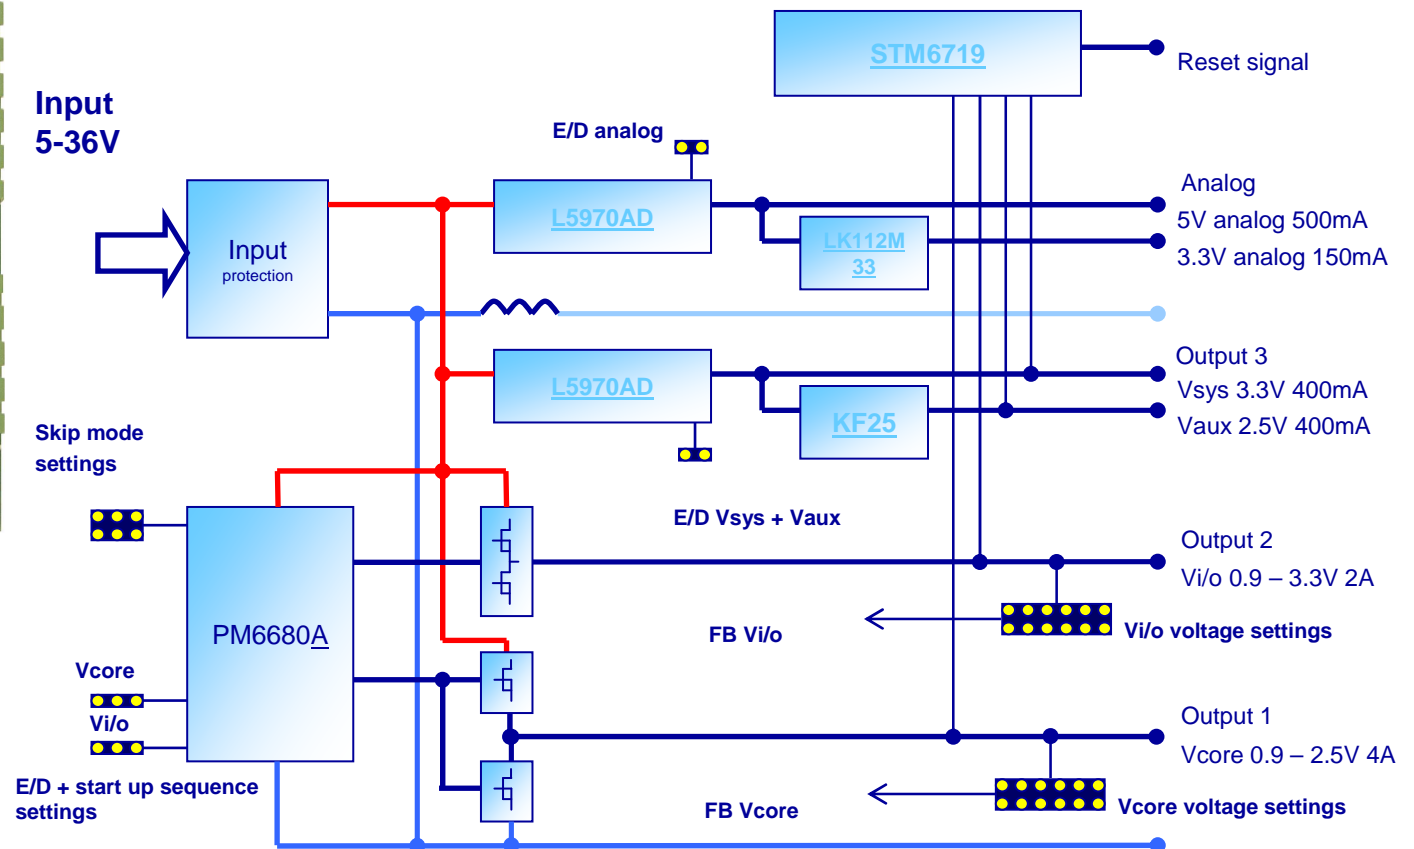 STM6719
Reset signal
Input
5-36V
E/D analog
Input
protection
L5970AD
LK112M
33
Analog
5V analog 500mA
3.3V analog 150mA
L5970AD
KF25
Output 3
Vsys 3.3V 400mA
Vaux 2.5V 400mA
Skip mode
settings
E/D Vsys + Vaux
Output 2
Vi/o 0.9 – 3.3V 2A
PM6680A
FB Vi/o
Vi/o voltage settings
Vcore
Vi/o
Output 1
Vcore 0.9 – 2.5V 4A
E/D + start up sequence
settings
FB Vcore
Vcore voltage settings